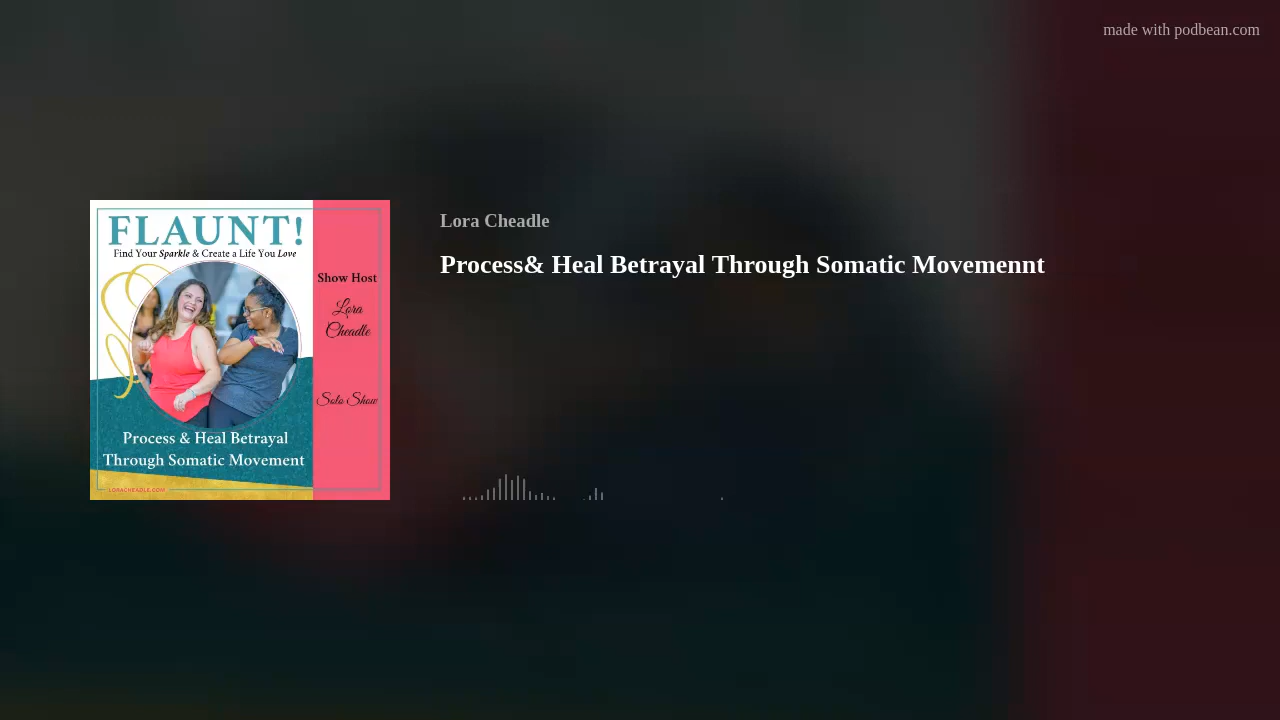 made with podbean.com
Lora Cheadle
Process& Heal Betrayal Through Somatic Movemennt
FLAUNT!
Find Your Sparkle & Create a Life You Love
Show Host
Lora
Cheadle
Solo Show
Process & Heal Betrayal
Through Somatic Movement
LORACHEADLE.COM